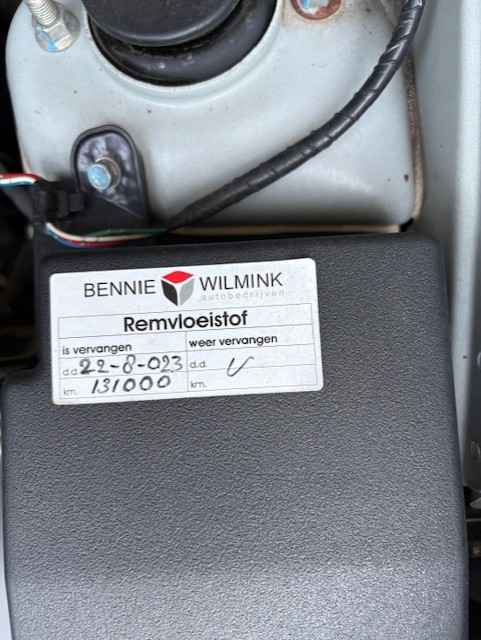 BENNIE WILMINK
autobedrijven
Remvloeistof
is vervangen weer vervangen
d.d. 22-8-023 d.d.
km. 131000 km.